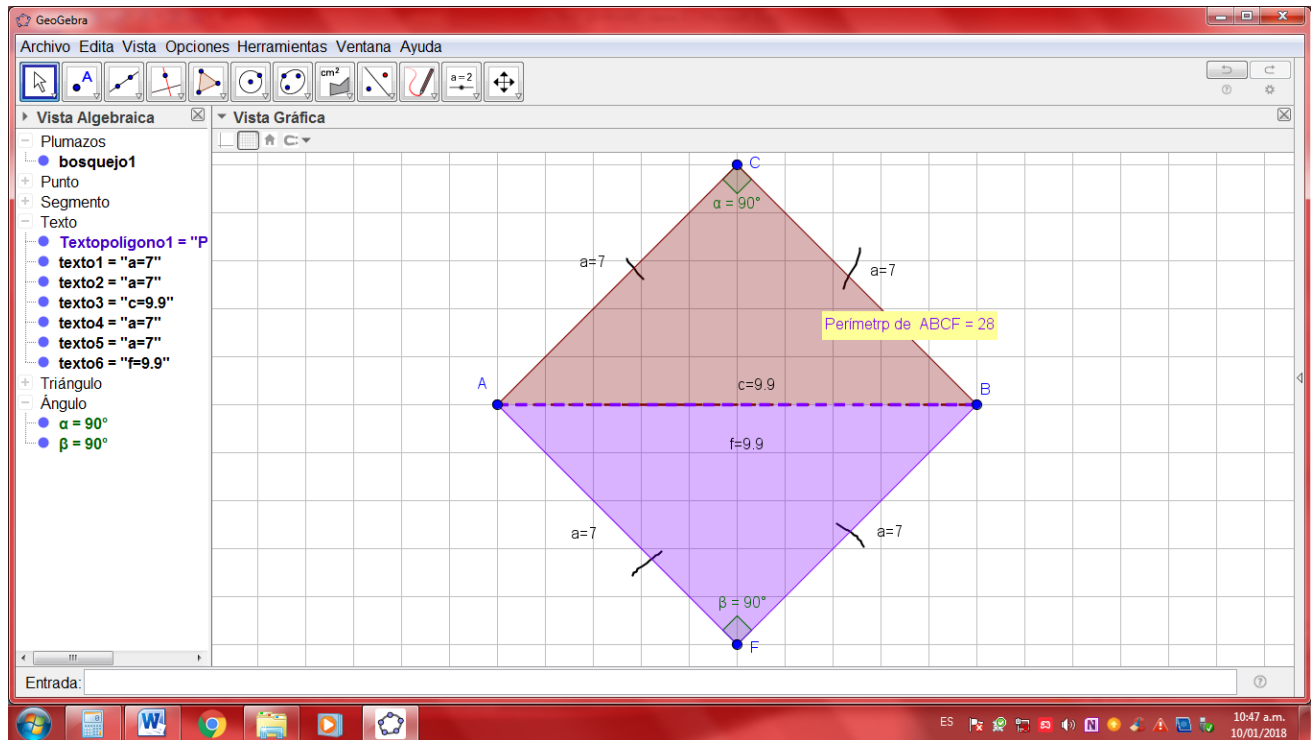 GeoGebra
Archivo Edita Vista Opciones Herramientas Ventana Ayuda
A
cm²
a=2
Vista Algebraica
Vista Gráfica
Plumazos
bosquejo1
Punto
Segmento
Texto
Textopolígono1 = "P
texto1 = "a=7"
texto2 = "a=7"
texto3 = "c=9.9"
texto4 = "a=7"
texto5 = "a=7"
texto6 = "f=9.9"
Triángulo
Ángulo
α = 90°
β = 90°
C
α = 90°
a=7
a=7
Perímetrp de ABCF = 28
A
c=9.9
B
f=9.9
a=7
a=7
β = 90°
F
Entrada:
W
ES
N
10:47 a.m.
10/01/2018